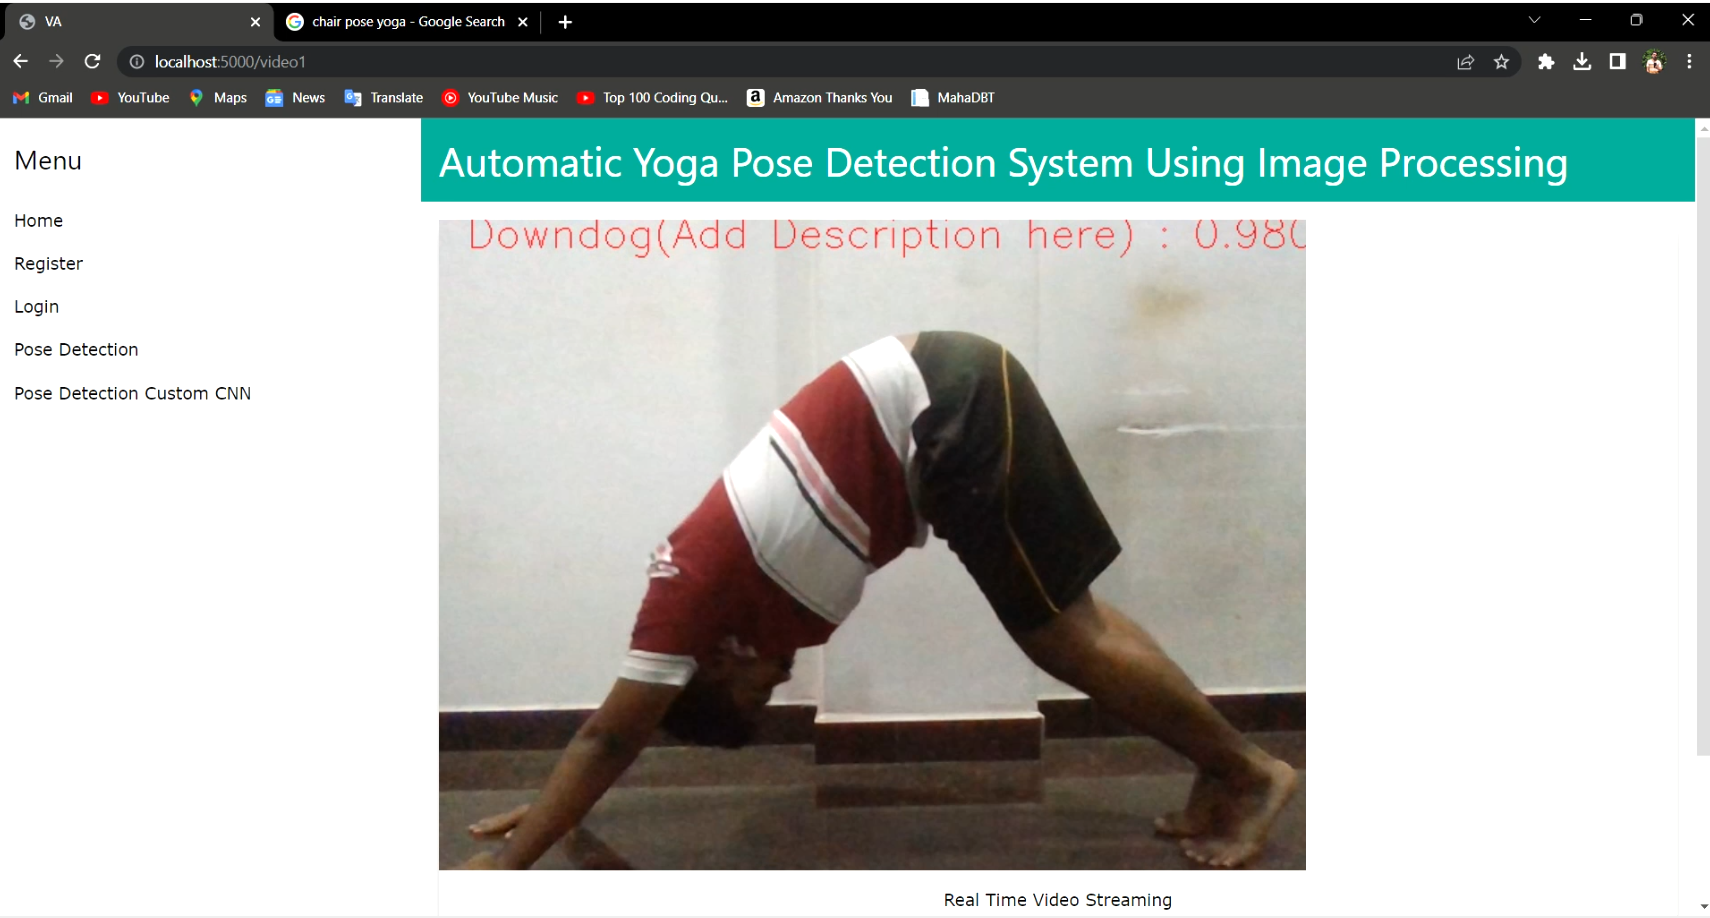 VA
chair pose yoga - Google Search
localhost:5000/video1
Gmail
YouTube
Maps
News
Translate
YouTube Music
Top 100 Coding Qu...
Amazon Thanks You
MahaDBT
Menu
Home
Register
Login
Pose Detection
Pose Detection Custom CNN
Automatic Yoga Pose Detection System Using Image Processing
Downdog(Add Description here) : 0.980
Real Time Video Streaming